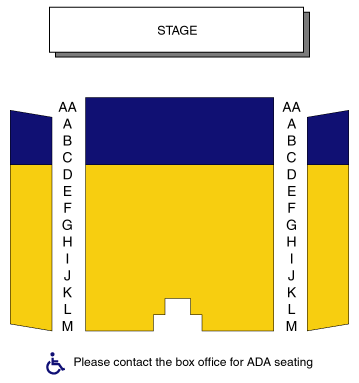 STAGE
AA AA
A A
B B
C C
D D
E E
F F
G G
H H
I I
J J
K K
L L
M M
Please contact the box office for ADA seating